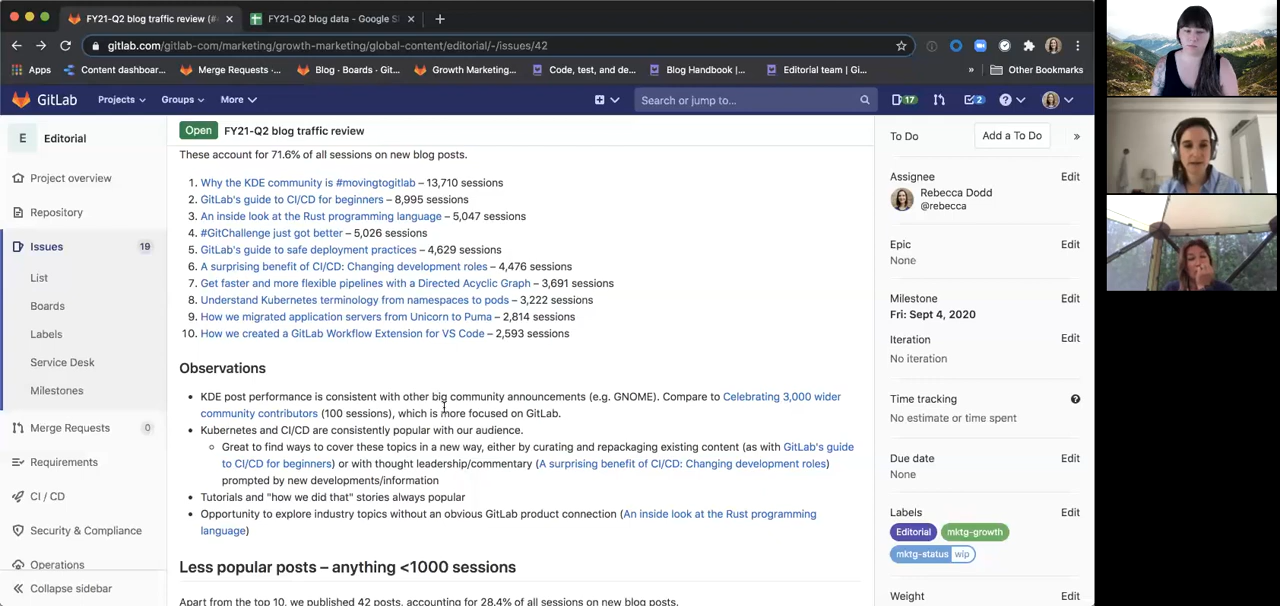 FY21-Q2 blog traffic review (#4
FY21-Q2 blog data - Google S
gitlab.com/gitlab-com/marketing/growth-marketing/global-content/editorial/-/issues/42
Apps
Content dashboar...
Merge Requests ·...
Blog · Boards · Git...
Growth Marketing...
Code, test, and de...
Blog Handbook |...
Editorial team | Gi...
»
Other Bookmarks
GitLab
Projects
Groups
More
Search or jump to...
17
2
E
Editorial
Project overview
Repository
Issues
19
List
Boards
Labels
Service Desk
Milestones
Merge Requests
0
Requirements
CI / CD
Security & Compliance
Operations
Collapse sidebar
Open
FY21-Q2 blog traffic review
These account for 71.6% of all sessions on new blog posts.
1. Why the KDE community is #movingtogitlab – 13,710 sessions
2. GitLab's guide to CI/CD for beginners – 8,995 sessions
3. An inside look at the Rust programming language – 5,047 sessions
4. #GitChallenge just got better – 5,026 sessions
5. GitLab's guide to safe deployment practices – 4,629 sessions
6. A surprising benefit of CI/CD: Changing development roles – 4,476 sessions
7. Get faster and more flexible pipelines with a Directed Acyclic Graph – 3,691 sessions
8. Understand Kubernetes terminology from namespaces to pods – 3,222 sessions
9. How we migrated application servers from Unicorn to Puma – 2,814 sessions
10. How we created a GitLab Workflow Extension for VS Code – 2,593 sessions
Observations
• KDE post performance is consistent with other big community announcements (e.g. GNOME). Compare to Celebrating 3,000 wider
community contributors (100 sessions), which is more focused on GitLab.
• Kubernetes and CI/CD are consistently popular with our audience.
◦ Great to find ways to cover these topics in a new way, either by curating and repackaging existing content (as with GitLab's guide
to CI/CD for beginners) or with thought leadership/commentary (A surprising benefit of CI/CD: Changing development roles)
prompted by new developments/information
• Tutorials and "how we did that" stories always popular
• Opportunity to explore industry topics without an obvious GitLab product connection (An inside look at the Rust programming
language)
Less popular posts – anything <1000 sessions
Apart from the top 10, we published 42 posts, accounting for 28.4% of all sessions on new blog posts.
To Do
Add a To Do
»
Assignee
Edit
Rebecca Dodd
@rebecca
Epic
Edit
None
Milestone
Edit
Fri: Sept 4, 2020
Iteration
Edit
No iteration
Time tracking
No estimate or time spent
Due date
Edit
None
Labels
Edit
Editorial
mktg-growth
mktg-status wip
Weight
Edit